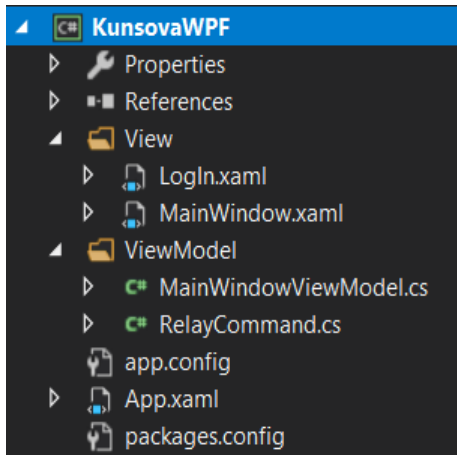 C# KunsovaWPF
Properties
References
View
LogIn.xaml
MainWindow.xaml
ViewModel
C# MainWindowViewModel.cs
C# RelayCommand.cs
app.config
App.xaml
packages.config